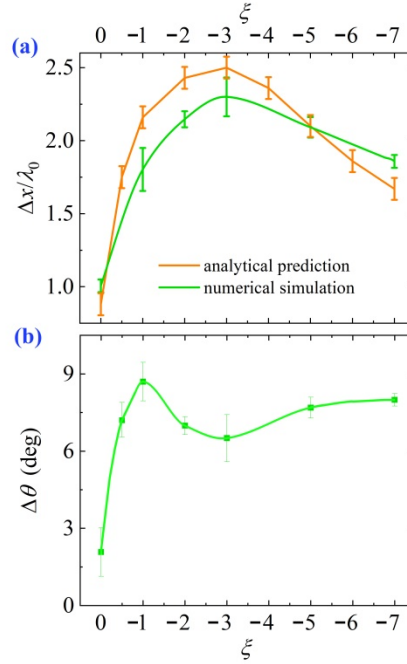 ξ
0 −1 −2 −3 −4 −5 −6 −7
(a)
2.5
2.0
1.5
1.0
Δx/λ₀
analytical prediction
numerical simulation
(b)
9
6
3
0
Δθ (deg)
0 −1 −2 −3 −4 −5 −6 −7
ξ